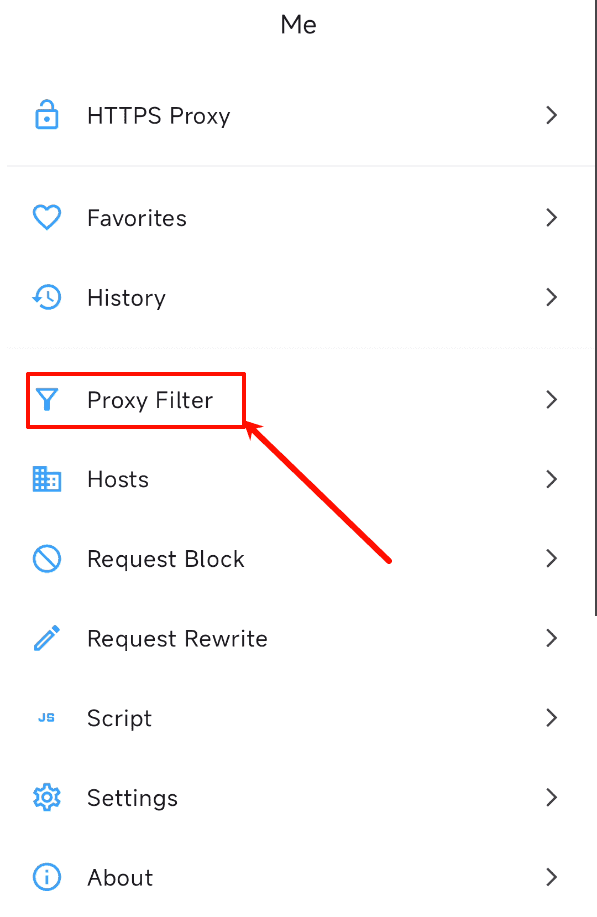 Me
HTTPS Proxy
Favorites
History
Proxy Filter
Hosts
Request Block
Request Rewrite
JS Script
Settings
About